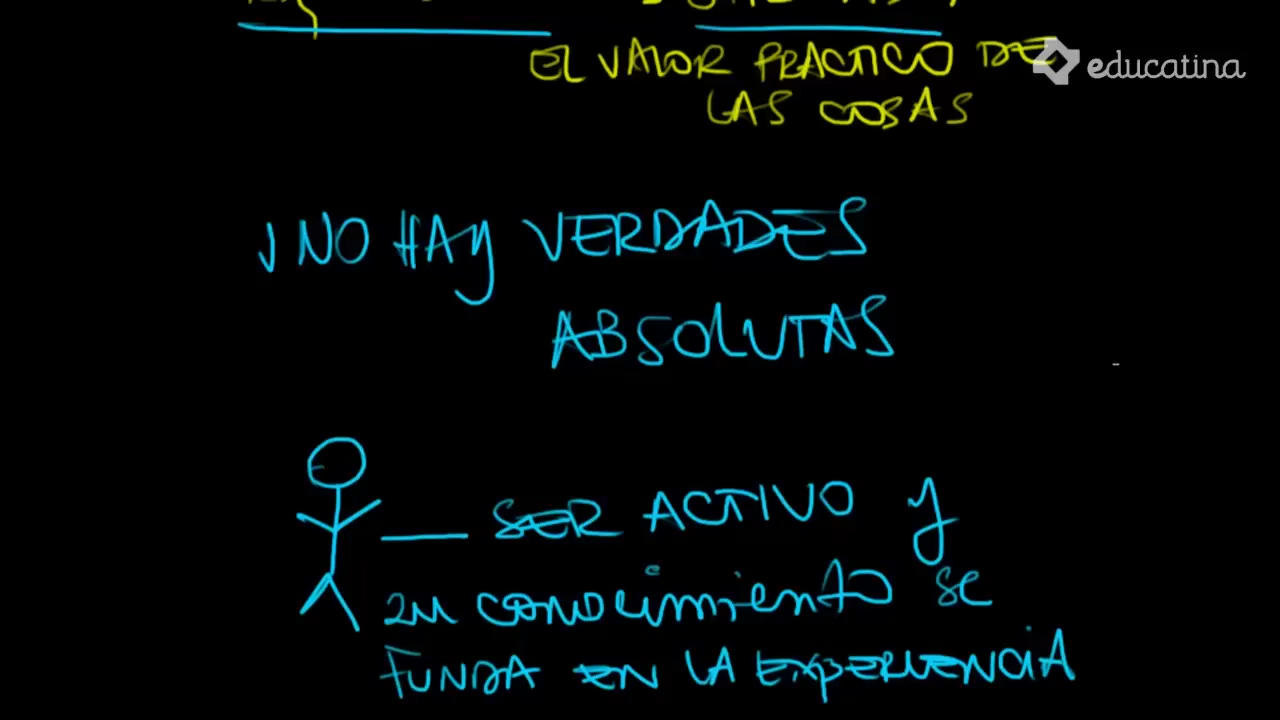 EL VALOR PRACTICO DE
educatina
LAS COSAS
NO HAY VERDADES
ABSOLUTAS
SER ACTIVO Y
su conocimiento se
FUNDA EN LA EXPERIENCIA